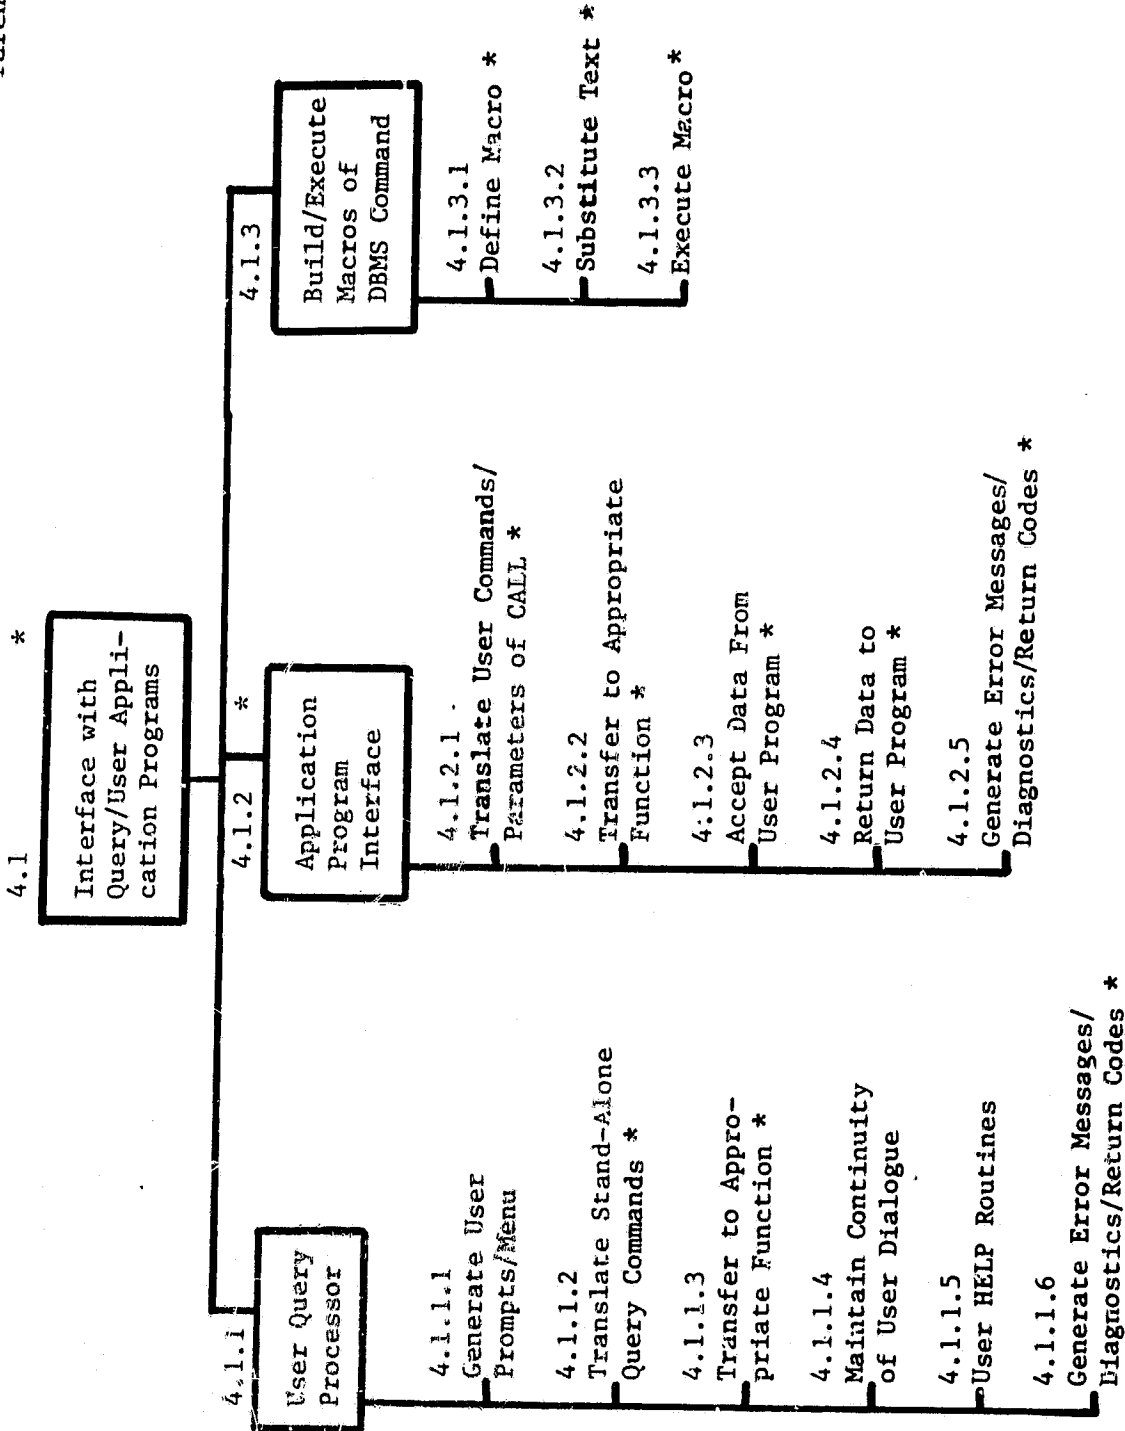 4.1 *
Interface with
Query/User Appli-
cation Programs
4.1.1
User Query
Processor
4.1.1.1
Generate User
Prompts/Menu
4.1.1.2
Translate Stand-Alone
Query Commands *
4.1.1.3
Transfer to Appro-
priate Function *
4.1.1.4
Maintain Continuity
of User Dialogue
4.1.1.5
User HELP Routines
4.1.1.6
Generate Error Messages/
Diagnostics/Return Codes *
4.1.2 *
Application
Program
Interface
4.1.2.1
Translate User Commands/
Parameters of CALL *
4.1.2.2
Transfer to Appropriate
Function *
4.1.2.3
Accept Data From
User Program *
4.1.2.4
Return Data to
User Program *
4.1.2.5
Generate Error Messages/
Diagnostics/Return Codes *
4.1.3
Build/Execute
Macros of
DBMS Command
4.1.3.1
Define Macro *
4.1.3.2
Substitute Text *
4.1.3.3
Execute Macro *